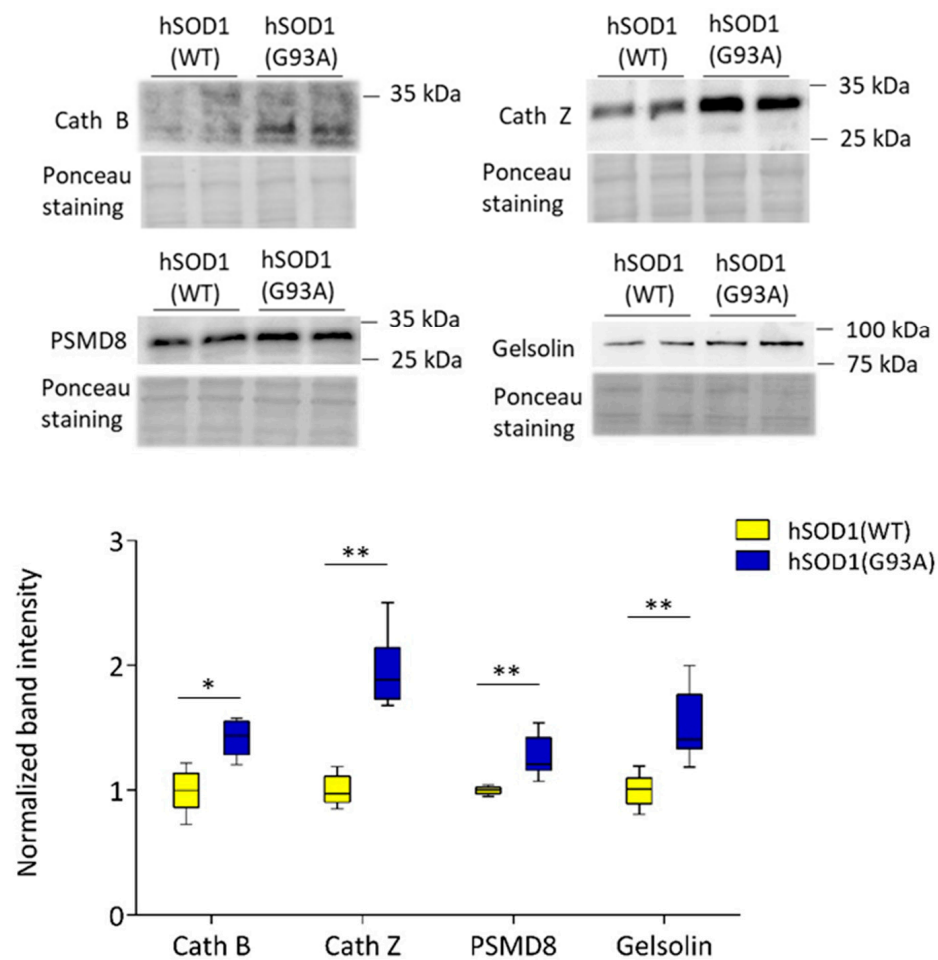 hSOD1
(WT)
hSOD1
(G93A)
Cath B
35 kDa
Ponceau
staining
hSOD1
(WT)
hSOD1
(G93A)
Cath Z
35 kDa
25 kDa
Ponceau
staining
hSOD1
(WT)
hSOD1
(G93A)
PSMD8
35 kDa
25 kDa
Ponceau
staining
hSOD1
(WT)
hSOD1
(G93A)
Gelsolin
100 kDa
75 kDa
Ponceau
staining
hSOD1(WT)
hSOD1(G93A)
Normalized band intensity
3
2
1
0
*
**
**
**
Cath B
Cath Z
PSMD8
Gelsolin